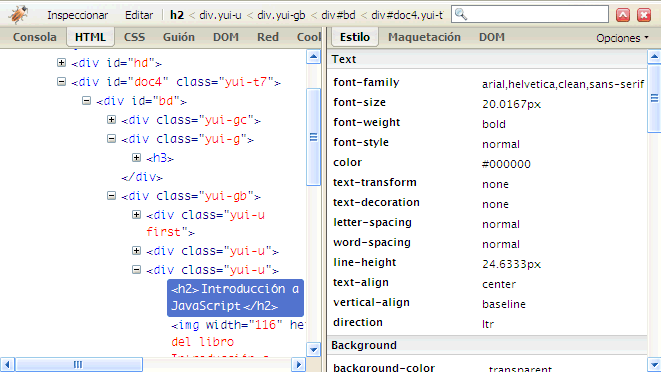 Inspeccionar Editar h2 < div.yui-u < div.yui-gb < div#bd < div#doc4.yui-t
Consola HTML CSS Guión DOM Red Cool
Estilo Maquetación DOM Opciones
<div id="hd">
<div id="doc4" class="yui-t7">
<div id="bd">
<div class="yui-gc">
<div class="yui-g">
<h3>
</div>
<div class="yui-gb">
<div class="yui-u
first">
<div class="yui-u">
<div class="yui-u">
<h2>Introducción a
JavaScript</h2>
<img width="116" he
del libro
Text
font-family arial,helvetica,clean,sans-serif
font-size 20.0167px
font-weight bold
font-style normal
color #000000
text-transform none
text-decoration none
letter-spacing normal
word-spacing normal
line-height 24.6333px
text-align center
vertical-align baseline
direction ltr
Background
background-color transparent